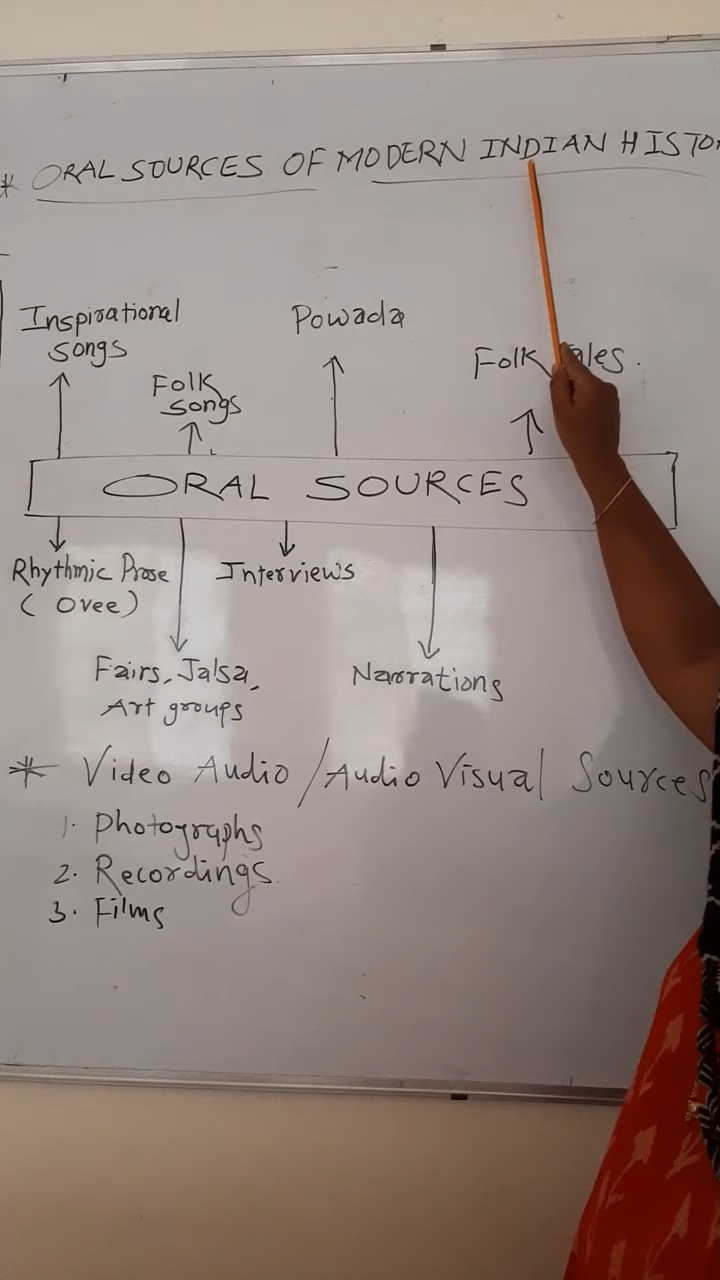 * ORAL SOURCES OF MODERN INDIAN HISTO
Inspirational
songs
Folk
songs
Powada
Folk ales.
ORAL SOURCES
Rhythmic Prose
( Ovee )
Interviews
Fairs, Jalsa,
Art groups
Narrations
* Video Audio / Audio Visual Sources
1. Photographs
2. Recordings.
3. Films